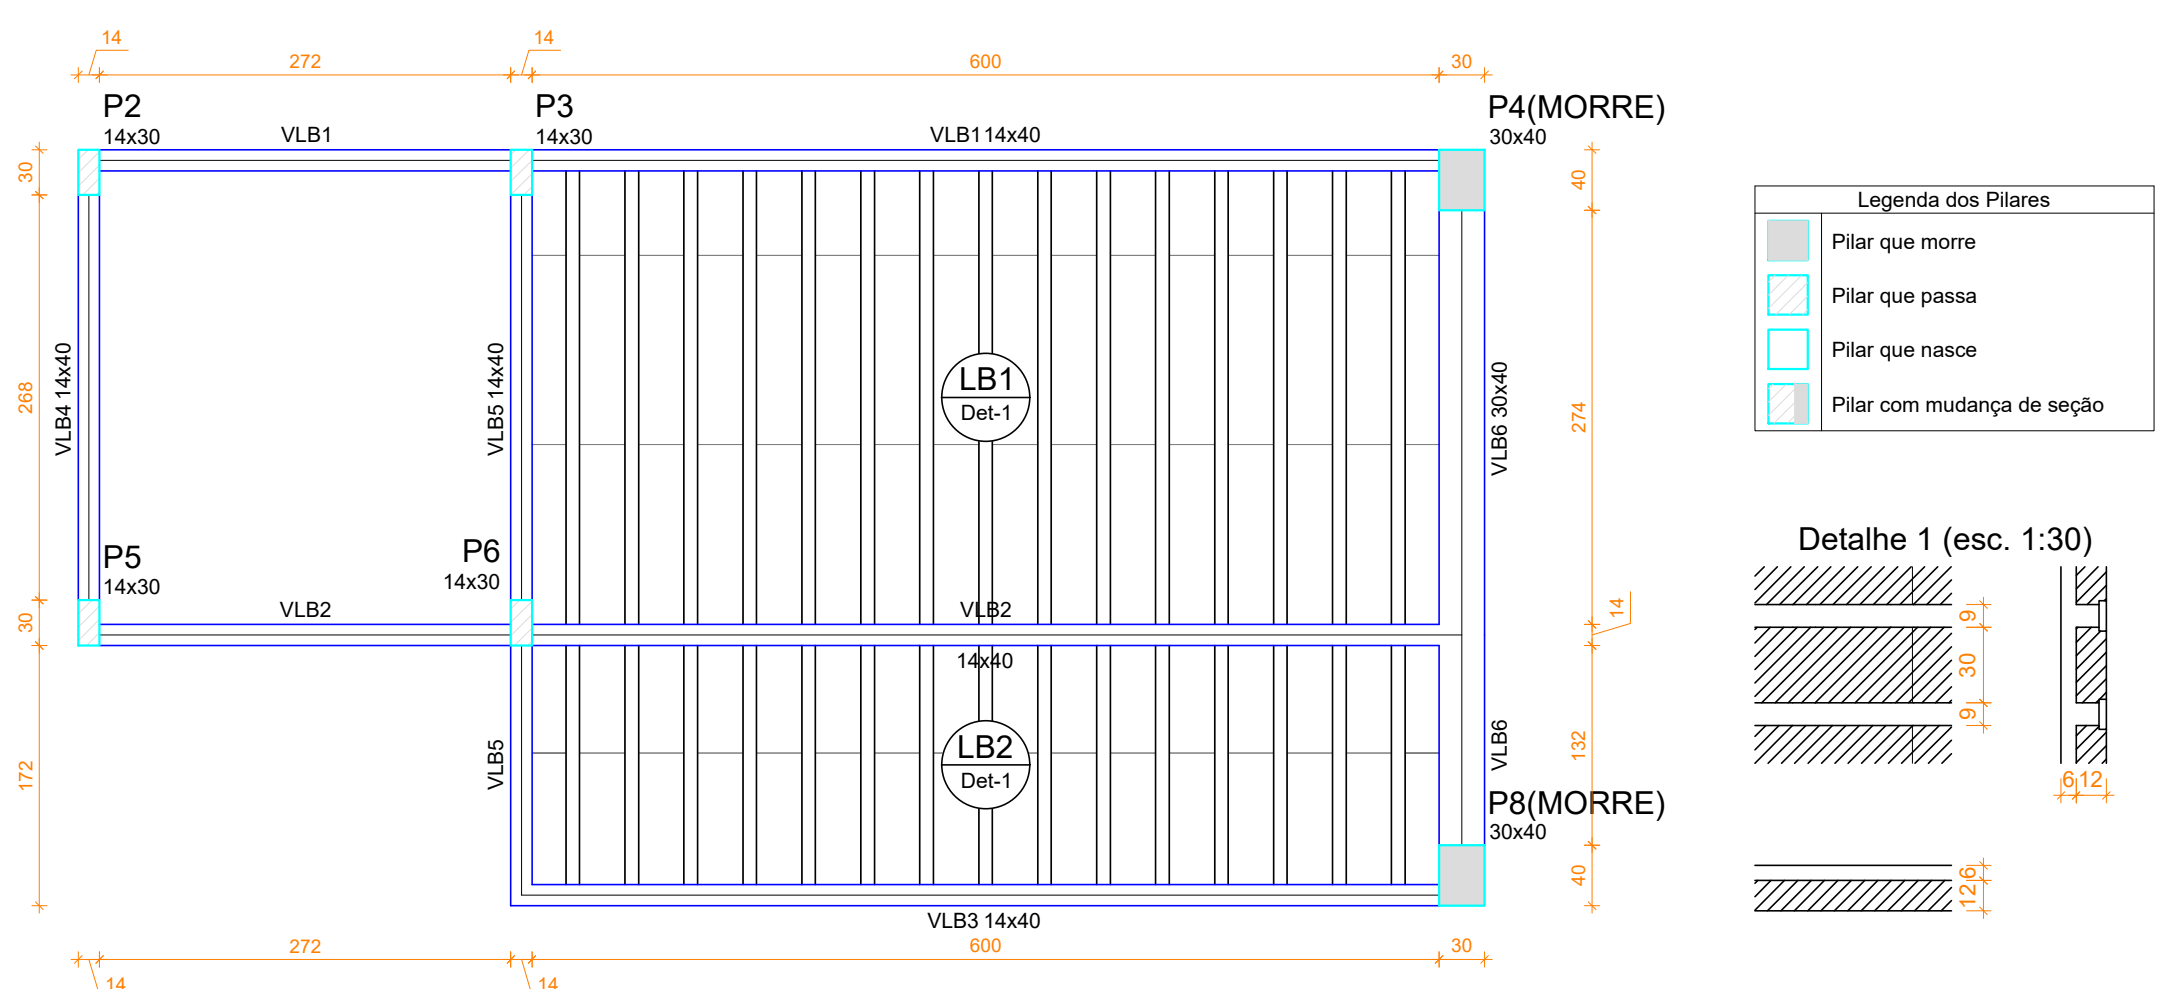 14
14
272
600
30
P2
14x30
VLB1
P3
14x30
VLB1 14x40
P4(MORRE)
30x40
30
40
Legenda dos Pilares
Pilar que morre
Pilar que passa
Pilar que nasce
Pilar com mudança de seção
268
VLB4 14x40
VLB5 14x40
LB1
Det-1
VLB6 30x40
274
P5
14x30
P6
14x30
VLB2
VLB2
14x40
14
30
Detalhe 1 (esc. 1:30)
9
30
9
6
12
172
VLB5
LB2
Det-1
VLB6
132
P8(MORRE)
30x40
40
6
12
VLB3 14x40
272
600
30
14
14